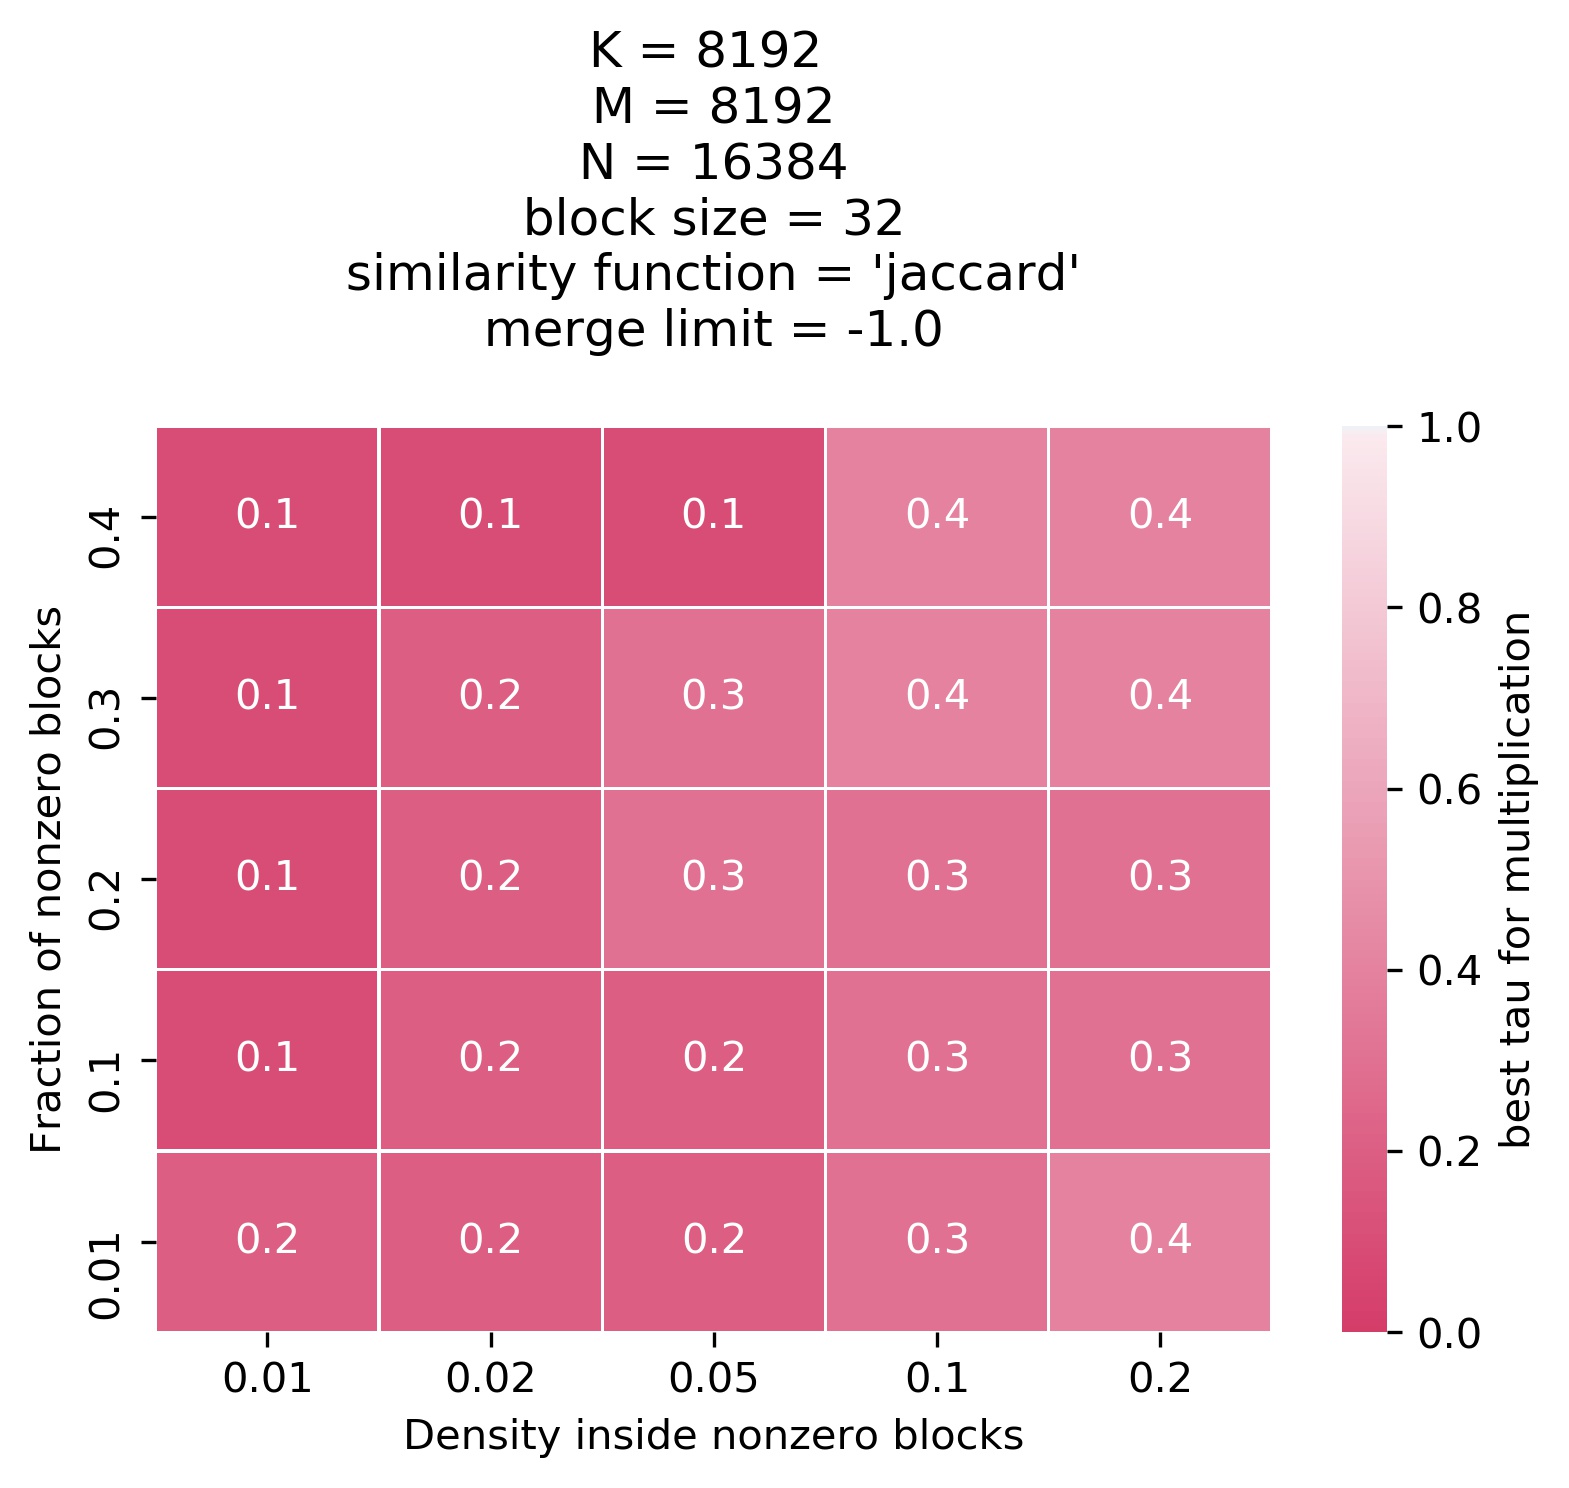 K = 8192
M = 8192
N = 16384
block size = 32
similarity function = 'jaccard'
merge limit = -1.0
Fraction of nonzero blocks
0.4 0.1 0.1 0.1 0.4 0.4
0.3 0.1 0.2 0.3 0.4 0.4
0.2 0.1 0.2 0.3 0.3 0.3
0.1 0.1 0.2 0.2 0.3 0.3
0.01 0.2 0.2 0.2 0.3 0.4
0.01 0.02 0.05 0.1 0.2
Density inside nonzero blocks
1.0
0.8
0.6
0.4
0.2
0.0
best tau for multiplication